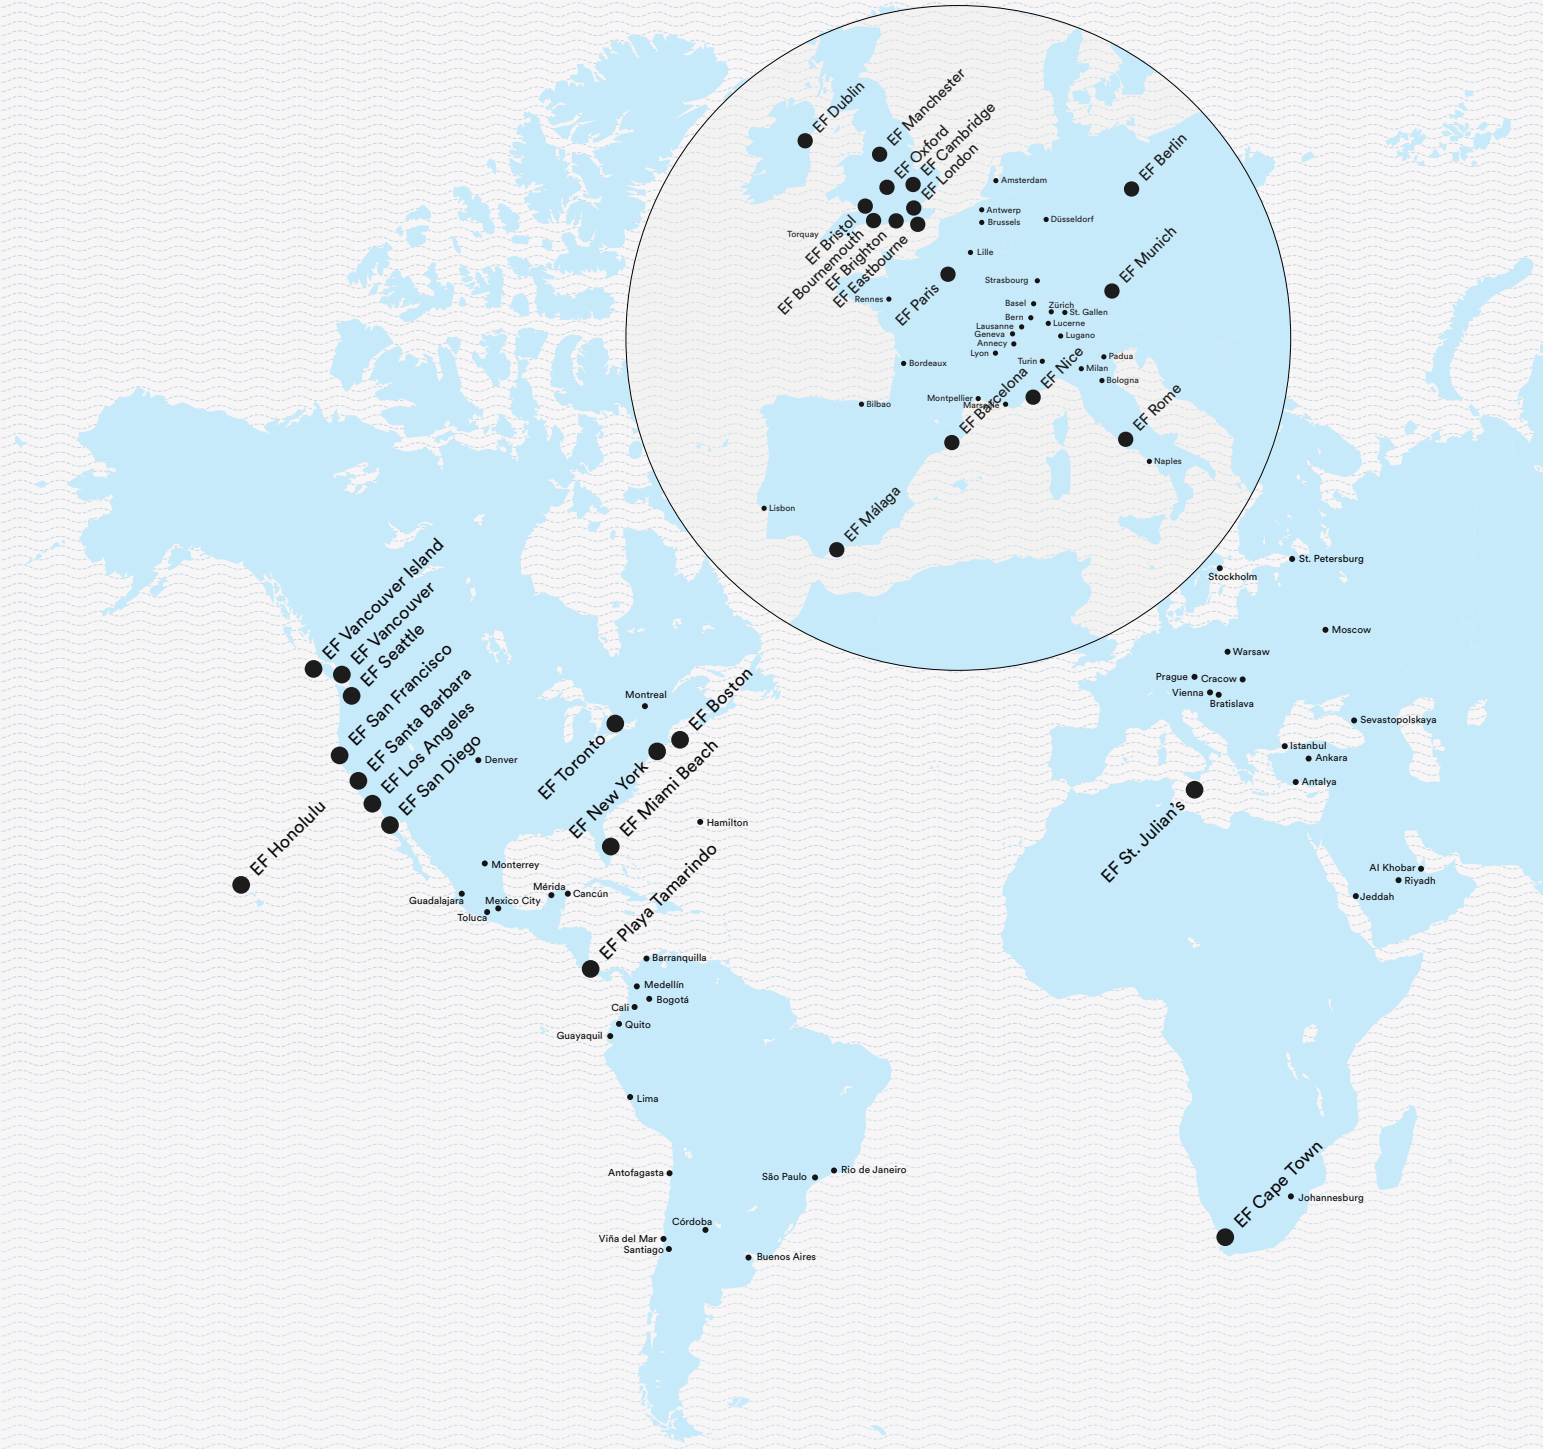 EF Dublin
EF Manchester
EF Oxford
EF Cambridge
EF London
EF Berlin
Amsterdam
Antwerp
Brussels
Düsseldorf
Torquay
EF Bristol
EF Bournemouth
EF Brighton
EF Eastbourne
Lille
EF Munich
Strasbourg
EF Paris
Rennes
Basel
Zürich
St. Gallen
Bern
Lucerne
Lausanne
Geneva
Lugano
Annecy
Lyon
Padua
Bordeaux
Turin
Milan
EF Nice
Bologna
Montpellier
Marseille
Bilbao
EF Barcelona
EF Rome
Naples
Lisbon
EF Málaga
EF Vancouver Island
EF Vancouver
EF Seattle
EF San Francisco
EF Santa Barbara
EF Los Angeles
EF San Diego
EF Honolulu
Denver
Montreal
EF Toronto
EF Boston
EF New York
EF Miami Beach
Hamilton
Monterrey
Guadalajara
Mexico City
Toluca
Mérida
Cancún
EF Playa Tamarindo
Barranquilla
Medellín
Bogotá
Cali
Quito
Guayaquil
Lima
Antofagasta
São Paulo
Rio de Janeiro
Córdoba
Viña del Mar
Santiago
Buenos Aires
St. Petersburg
Stockholm
Moscow
Warsaw
Prague
Cracow
Vienna
Bratislava
Sevastopolskaya
Istanbul
Ankara
Antalya
EF St. Julian's
Al Khobar
Riyadh
Jeddah
EF Cape Town
Johannesburg